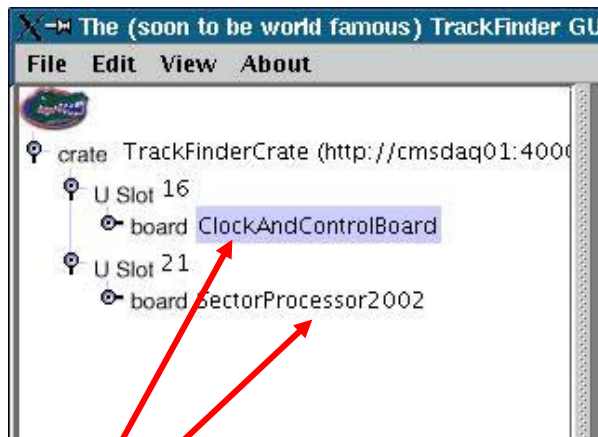 The (soon to be world famous) TrackFinder GU
File Edit View About
crate TrackFinderCrate (http://cmsdaq01:4000
U Slot 16
board ClockAndControlBoard
U Slot 21
board SectorProcessor2002